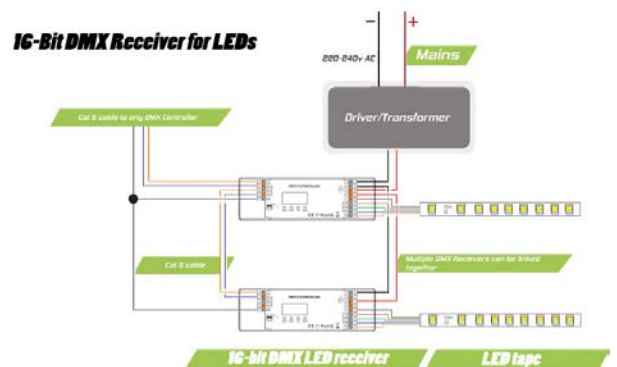 16-Bit DMX Receiver for LEDs
− +
220-240v AC
Mains
Driver/Transformer
Cat 5 cable to any DMX Controller
Cat 5 cable
Multiple DMX Recievers can be linked
together
16-bit DMX LED receiver
LED tape